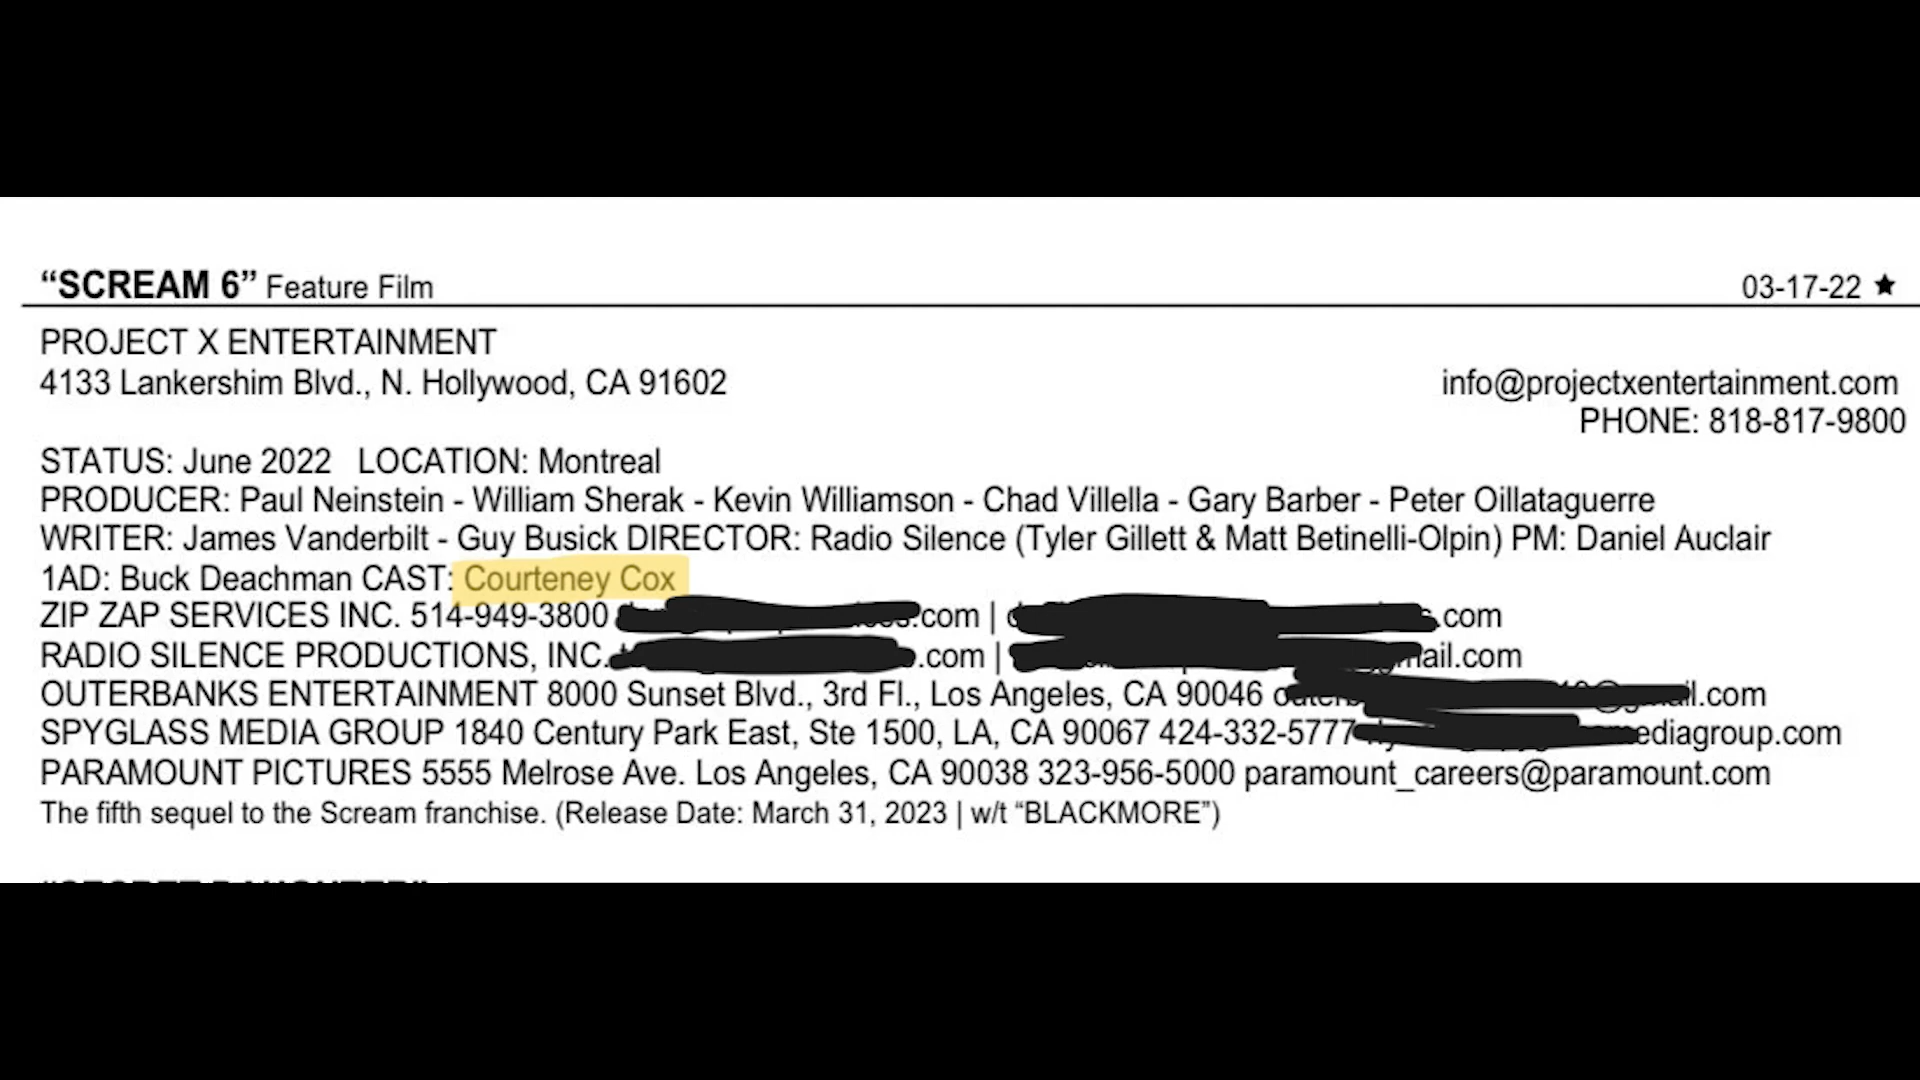 “SCREAM 6” Feature Film 03-17-22 ★
PROJECT X ENTERTAINMENT
4133 Lankershim Blvd., N. Hollywood, CA 91602 info@projectxentertainment.com
PHONE: 818-817-9800
STATUS: June 2022 LOCATION: Montreal
PRODUCER: Paul Neinstein - William Sherak - Kevin Williamson - Chad Villella - Gary Barber - Peter Oillataguerre
WRITER: James Vanderbilt - Guy Busick DIRECTOR: Radio Silence (Tyler Gillett & Matt Betinelli-Olpin) PM: Daniel Auclair
1AD: Buck Deachman CAST: Courteney Cox
ZIP ZAP SERVICES INC. 514-949-3800 .com | .com
RADIO SILENCE PRODUCTIONS, INC. .com | ail.com
OUTERBANKS ENTERTAINMENT 8000 Sunset Blvd., 3rd Fl., Los Angeles, CA 90046 l.com
SPYGLASS MEDIA GROUP 1840 Century Park East, Ste 1500, LA, CA 90067 424-332-5777 ediagroup.com
PARAMOUNT PICTURES 5555 Melrose Ave. Los Angeles, CA 90038 323-956-5000 paramount_careers@paramount.com
The fifth sequel to the Scream franchise. (Release Date: March 31, 2023 | w/t “BLACKMORE”)